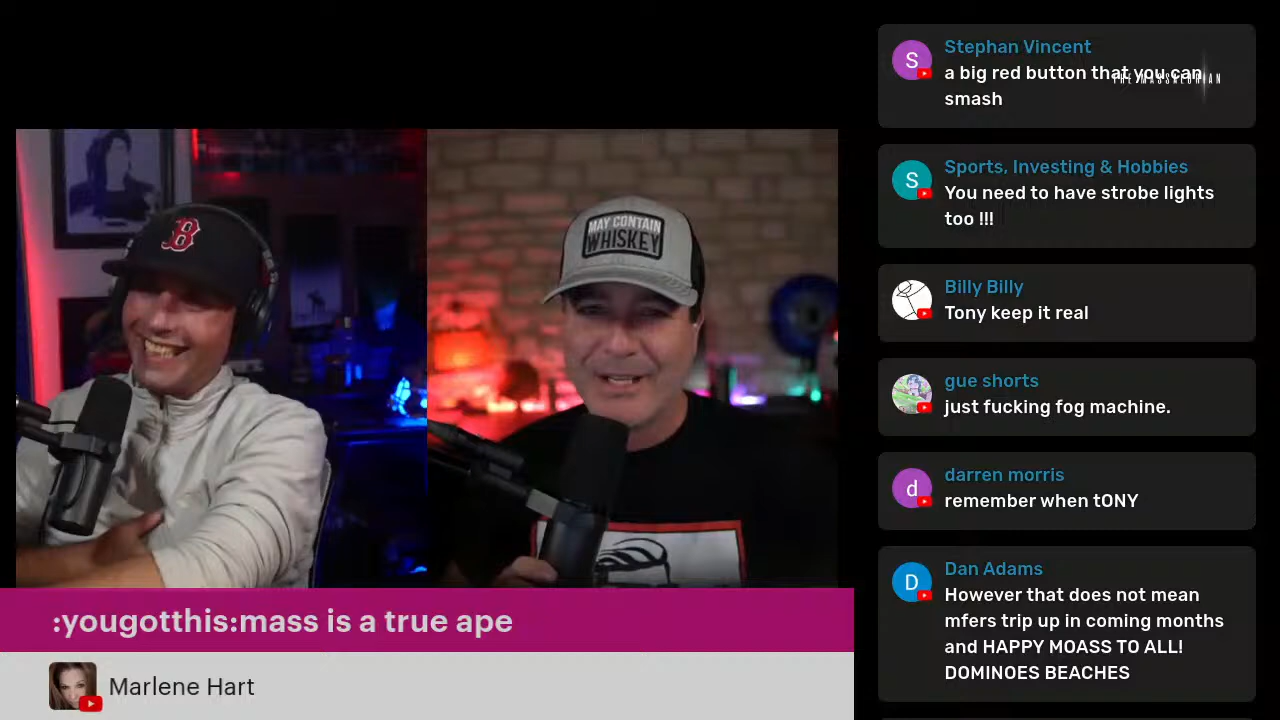 B
MAY CONTAIN
WHISKEY
:yougotthis:mass is a true ape
Marlene Hart
Stephan Vincent
a big red button that you can
smash
Sports, Investing & Hobbies
You need to have strobe lights
too !!!
Billy Billy
Tony keep it real
gue shorts
just fucking fog machine.
darren morris
remember when tONY
Dan Adams
However that does not mean
mfers trip up in coming months
and HAPPY MOASS TO ALL!
DOMINOES BEACHES
S
S
d
D